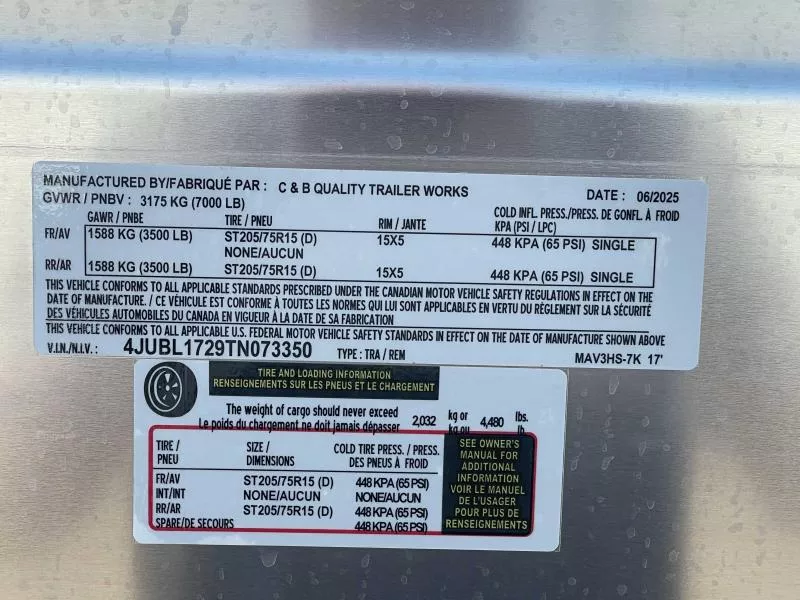 MANUFACTURED BY/FABRIQUÉ PAR : C & B QUALITY TRAILER WORKS DATE : 06/2025
GVWR / PNBV : 3175 KG (7000 LB)
GAWR / PNBE TIRE / PNEU RIM / JANTE COLD INFL. PRESS./PRESS. DE GONFL. À FROID
KPA (PSI / LPC)
FR/AV 1588 KG (3500 LB) ST205/75R15 (D) 15X5 448 KPA (65 PSI) SINGLE
NONE/AUCUN
RR/AR 1588 KG (3500 LB) ST205/75R15 (D) 15X5 448 KPA (65 PSI) SINGLE
THIS VEHICLE CONFORMS TO ALL APPLICABLE STANDARDS PRESCRIBED UNDER THE CANADIAN MOTOR VEHICLE SAFETY REGULATIONS IN EFFECT ON THE
DATE OF MANUFACTURE. / CE VÉHICULE EST CONFORME À TOUTES LES NORMES QUI LUI SONT APPLICABLES EN VERTU DU RÈGLEMENT SUR LA SÉCURITÉ
DES VÉHICULES AUTOMOBILES DU CANADA EN VIGUEUR À LA DATE DE SA FABRICATION
THIS VEHICLE CONFORMS TO ALL APPLICABLE U.S. FEDERAL MOTOR VEHICLE SAFETY STANDARDS IN EFFECT ON THE DATE OF MANUFACTURE SHOWN ABOVE
V.I.N./N.I.V. : 4JUBL1729TN073350 TYPE : TRA / REM MAV3HS-7K 17'
TIRE AND LOADING INFORMATION
RENSEIGNEMENTS SUR LES PNEUS ET LE CHARGEMENT
The weight of cargo should never exceed 2,032 kg or 4,480 lbs.
Le poids du chargement ne doit jamais dépasser kg ou lb.
TIRE / SIZE / COLD TIRE PRESS. / PRESS.
PNEU DIMENSIONS DES PNEUS À FROID
FR/AV ST205/75R15 (D) 448 KPA (65 PSI)
INT/INT NONE/AUCUN NONE/AUCUN
RR/AR ST205/75R15 (D) 448 KPA (65 PSI)
SPARE/DE SECOURS 448 KPA (65 PSI)
SEE OWNER'S
MANUAL FOR
ADDITIONAL
INFORMATION
VOIR LE MANUEL
DE L'USAGER
POUR PLUS DE
RENSEIGNEMENTS